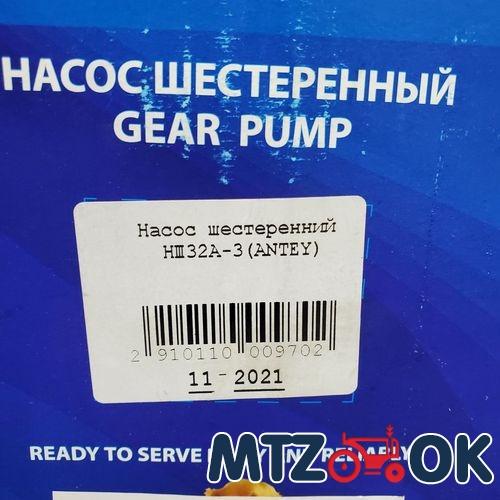 НАСОС ШЕСТЕРЕННЫЙ
GEAR PUMP
Насос шестеренний
НШ32А-3(ANTEY)
2 910110 009702
11-2021
READY TO SERVE
RELIABLY
MTZ OK